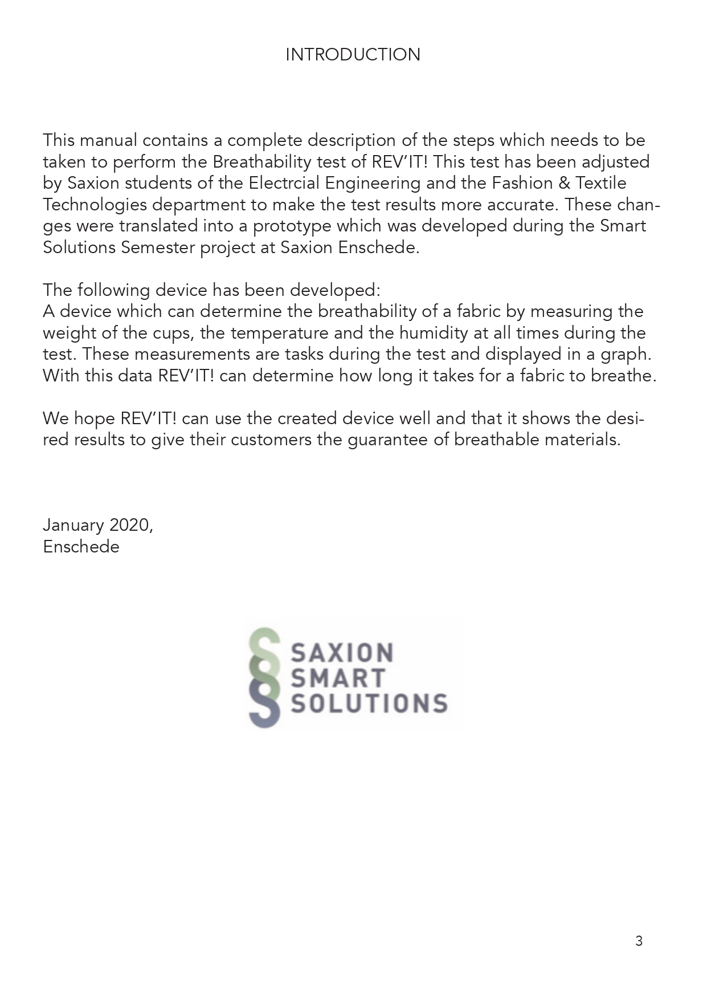 INTRODUCTION
This manual contains a complete description of the steps which needs to be
taken to perform the Breathability test of REV’IT! This test has been adjusted
by Saxion students of the Electrcial Engineering and the Fashion & Textile
Technologies department to make the test results more accurate. These chan-
ges were translated into a prototype which was developed during the Smart
Solutions Semester project at Saxion Enschede.
The following device has been developed:
A device which can determine the breathability of a fabric by measuring the
weight of the cups, the temperature and the humidity at all times during the
test. These measurements are tasks during the test and displayed in a graph.
With this data REV’IT! can determine how long it takes for a fabric to breathe.
We hope REV’IT! can use the created device well and that it shows the desi-
red results to give their customers the guarantee of breathable materials.
January 2020,
Enschede
SAXION
SMART
SOLUTIONS
3